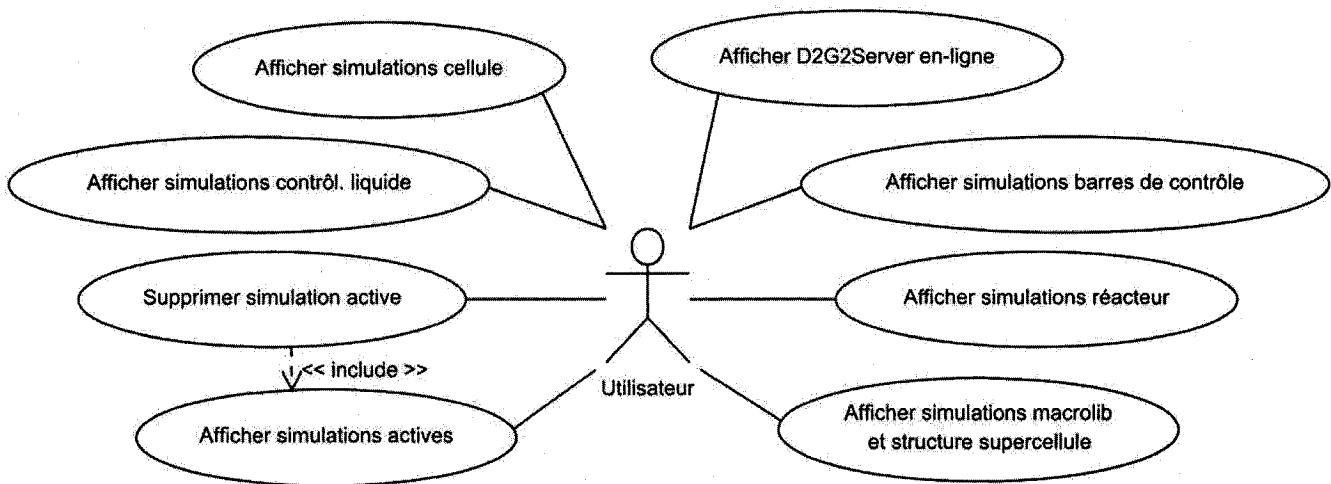 Afficher simulations cellule
Afficher D2G2Server en-ligne
Afficher simulations contrôl. liquide
Afficher simulations barres de contrôle
Supprimer simulation active
Afficher simulations réacteur
<< include >>
Utilisateur
Afficher simulations actives
Afficher simulations macrolib
et structure supercellule